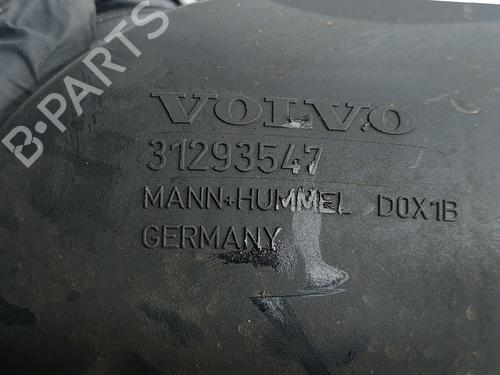 B-PARTS
VOLVO
31293547
MANN+HUMMEL D0X1B
GERMANY